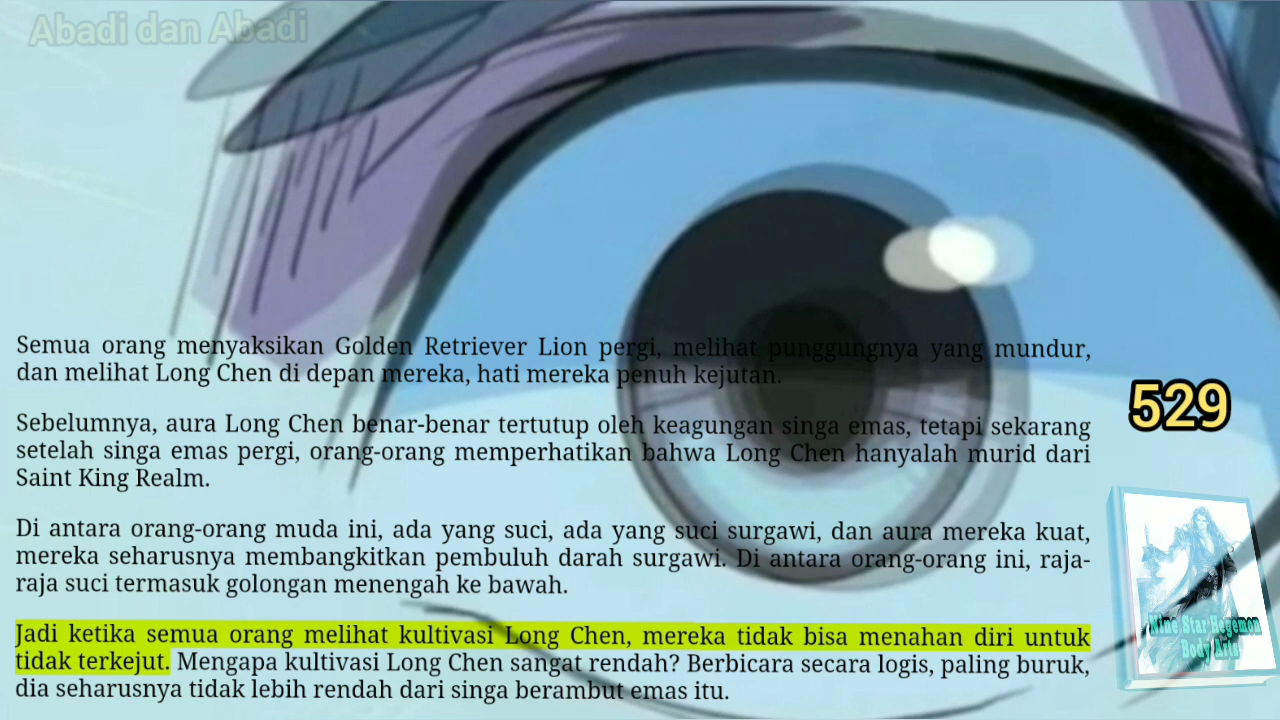 Abadi dan Abadi
Semua orang menyaksikan Golden Retriever Lion pergi, melihat punggungnya yang mundur,
dan melihat Long Chen di depan mereka, hati mereka penuh kejutan.
Sebelumnya, aura Long Chen benar-benar tertutup oleh keagungan singa emas, tetapi sekarang
setelah singa emas pergi, orang-orang memperhatikan bahwa Long Chen hanyalah murid dari
Saint King Realm.
529
Di antara orang-orang muda ini, ada yang suci, ada yang suci surgawi, dan aura mereka kuat,
mereka seharusnya membangkitkan pembuluh darah surgawi. Di antara orang-orang ini, raja-
raja suci termasuk golongan menengah ke bawah.
Jadi ketika semua orang melihat kultivasi Long Chen, mereka tidak bisa menahan diri untuk
tidak terkejut. Mengapa kultivasi Long Chen sangat rendah? Berbicara secara logis, paling buruk,
dia seharusnya tidak lebih rendah dari singa berambut emas itu.
Nine Star Hegemon
Body Arts